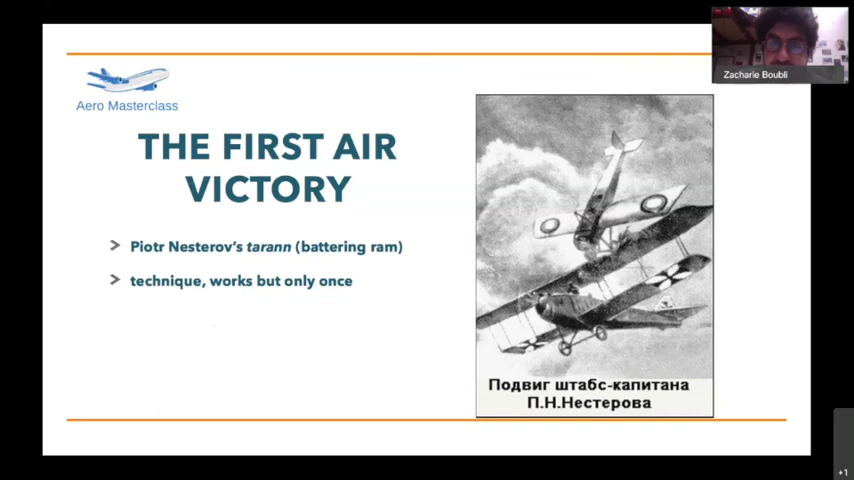 Zacharie Boubli
Aero Masterclass
THE FIRST AIR
VICTORY
Piotr Nesterov's tarann (battering ram)
technique, works but only once
Подвиг штабс-капитана
П.Н.Нестерова
+1